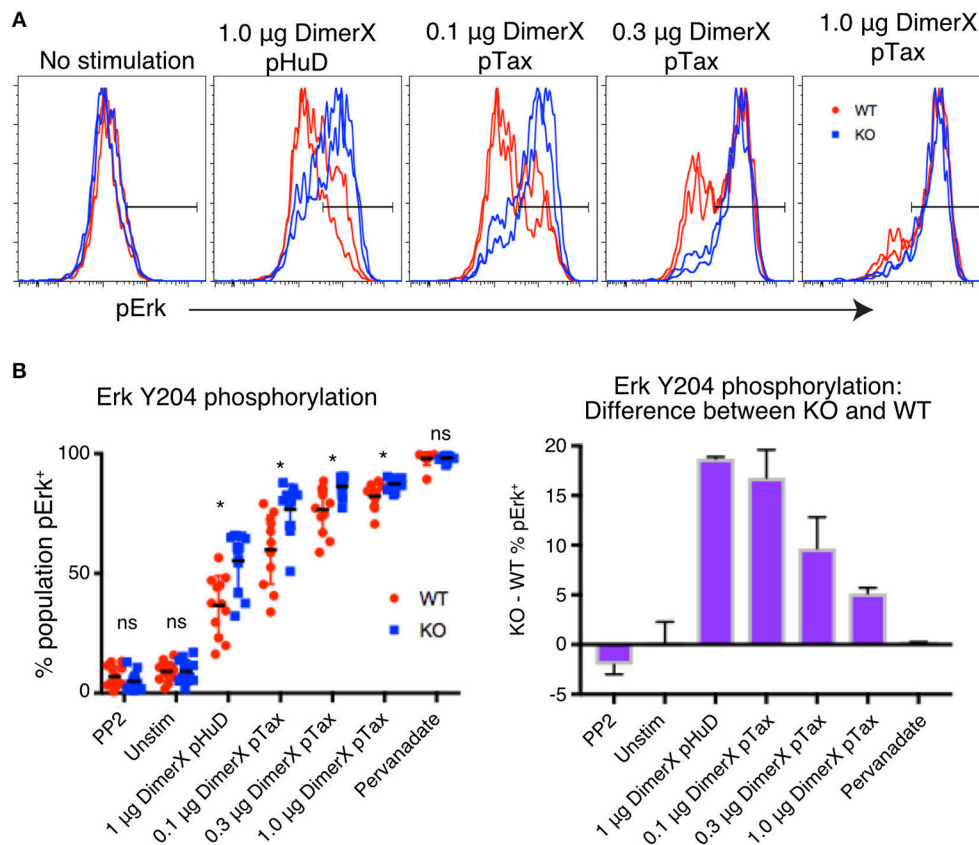 A
No stimulation
1.0 µg DimerX
pHuD
0.1 µg DimerX
pTax
0.3 µg DimerX
pTax
1.0 µg DimerX
pTax
WT
KO
pErk
B
Erk Y204 phosphorylation
% population pErk⁺
100
50
0
ns
ns
*
*
*
*
ns
WT
KO
PP2
Unstim
1 µg DimerX pHuD
0.1 µg DimerX pTax
0.3 µg DimerX pTax
1.0 µg DimerX pTax
Pervanadate
Erk Y204 phosphorylation:
Difference between KO and WT
KO - WT % pErk⁺
20
15
10
5
0
-5
PP2
Unstim
1 µg DimerX pHuD
0.1 µg DimerX pTax
0.3 µg DimerX pTax
1.0 µg DimerX pTax
Pervanadate